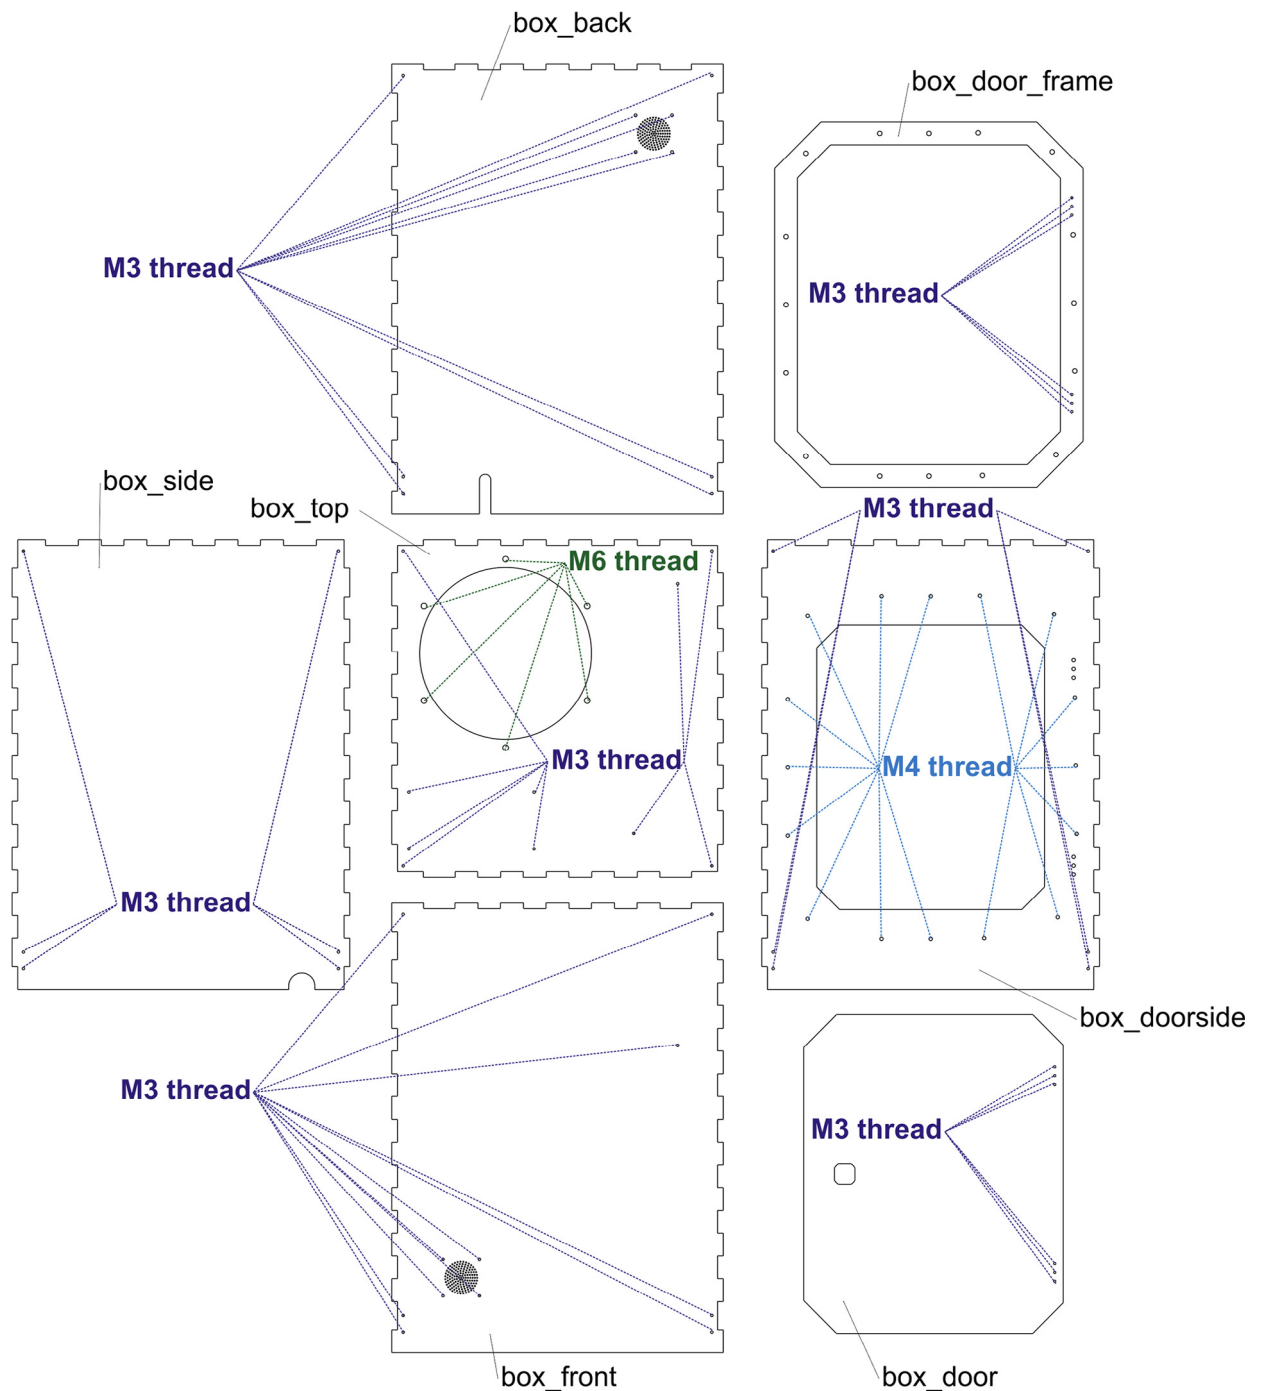 box_back
box_door_frame
M3 thread
M3 thread
box_side
box_top
M3 thread
M6 thread
M3 thread
M4 thread
M3 thread
box_doorside
M3 thread
M3 thread
box_front
box_door